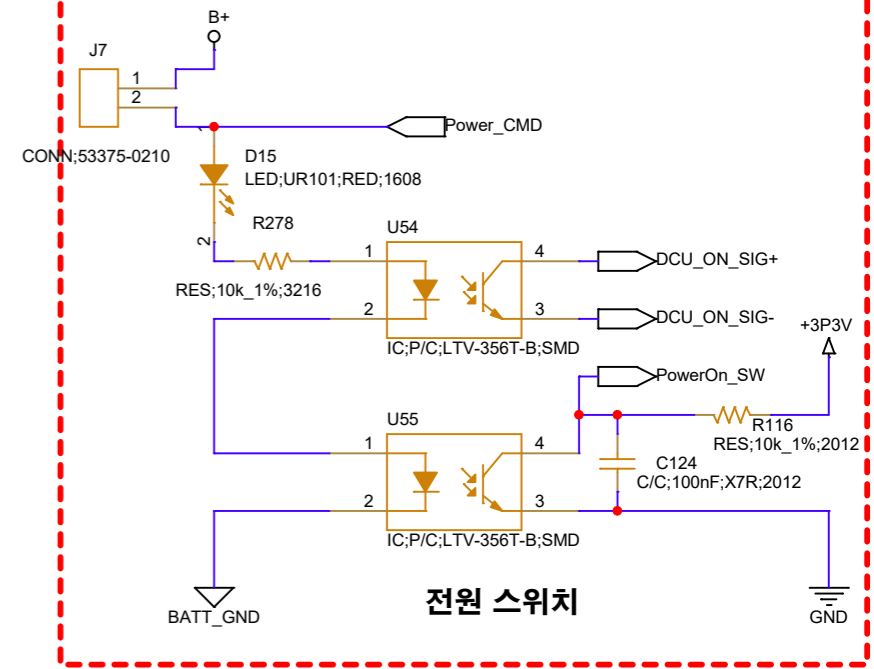 B+
J7
1
2
Power_CMD
CONN;53375-0210
1
D15
LED;UR101;RED;1608
2
R278
RES;10k_1%;3216
U54
1
2
4
3
IC;P/C;LTV-356T-B;SMD
DCU_ON_SIG+
DCU_ON_SIG-
+3P3V
PowerOn_SW
R116
RES;10k_1%;2012
U55
1
2
4
3
IC;P/C;LTV-356T-B;SMD
C124
C/C;100nF;X7R;2012
BATT_GND
전원 스위치
GND